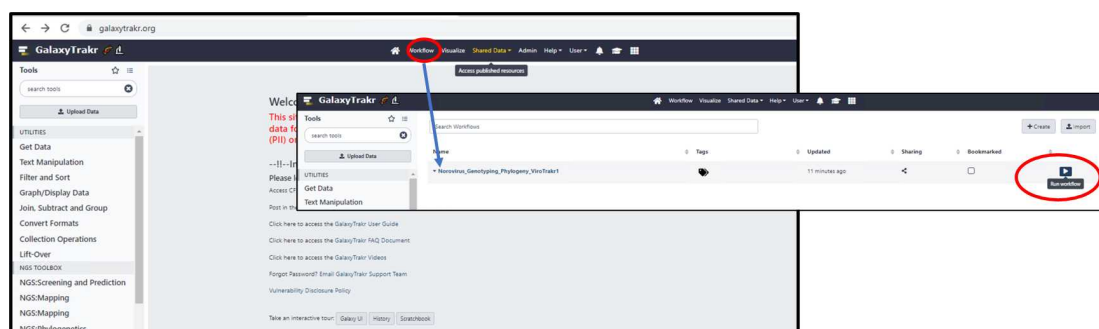 galaxytrakr.org
GalaxyTrakr
Workflow Visualize Shared Data Admin Help User
Access published resources
Tools
search tools
Upload Data
UTILITIES
Get Data
Text Manipulation
Filter and Sort
Graph/Display Data
Join, Subtract and Group
Convert Formats
Collection Operations
Lift-Over
NGS TOOLBOX
NGS:Screening and Prediction
NGS:Mapping
NGS:Mapping
NGS:Phylogenetics
Welc
This si
data fo
(PII) or
--!!--In
Please l
Access CF
Post in the
Click here to access the GalaxyTrakr User Guide
Click here to access the GalaxyTrakr FAQ Document
Click here to access the GalaxyTrakr Videos
Forgot Password? Email GalaxyTrakr Support Team
Vulnerability Disclosure Policy
Take an interactive tour: Galaxy UI History Scratchbook
GalaxyTrakr
Workflow Visualize Shared Data Help User
Tools
search tools
Upload Data
UTILITIES
Get Data
Text Manipulation
Search Workflows
Create Import
Name Tags Updated Sharing Bookmarked
Norovirus_Genotyping_Phylogeny_ViroTrakr1 11 minutes ago
Run workflow